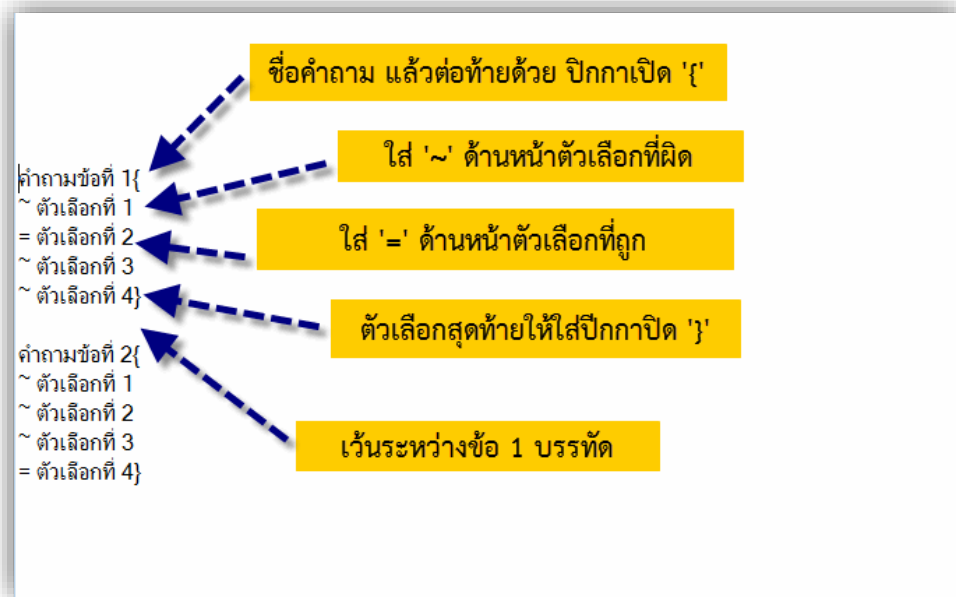 ชื่อคำถาม แล้วต่อท้ายด้วย ปิกกาเปิด '{'
ใส่ '~' ด้านหน้าตัวเลือกที่ผิด
คำถามข้อที่ 1{
~ ตัวเลือกที่ 1
= ตัวเลือกที่ 2
~ ตัวเลือกที่ 3
~ ตัวเลือกที่ 4}
ใส่ '=' ด้านหน้าตัวเลือกที่ถูก
ตัวเลือกสุดท้ายให้ใส่ปีกกาปิด '}'
คำถามข้อที่ 2{
~ ตัวเลือกที่ 1
~ ตัวเลือกที่ 2
~ ตัวเลือกที่ 3
= ตัวเลือกที่ 4}
เว้นระหว่างข้อ 1 บรรทัด